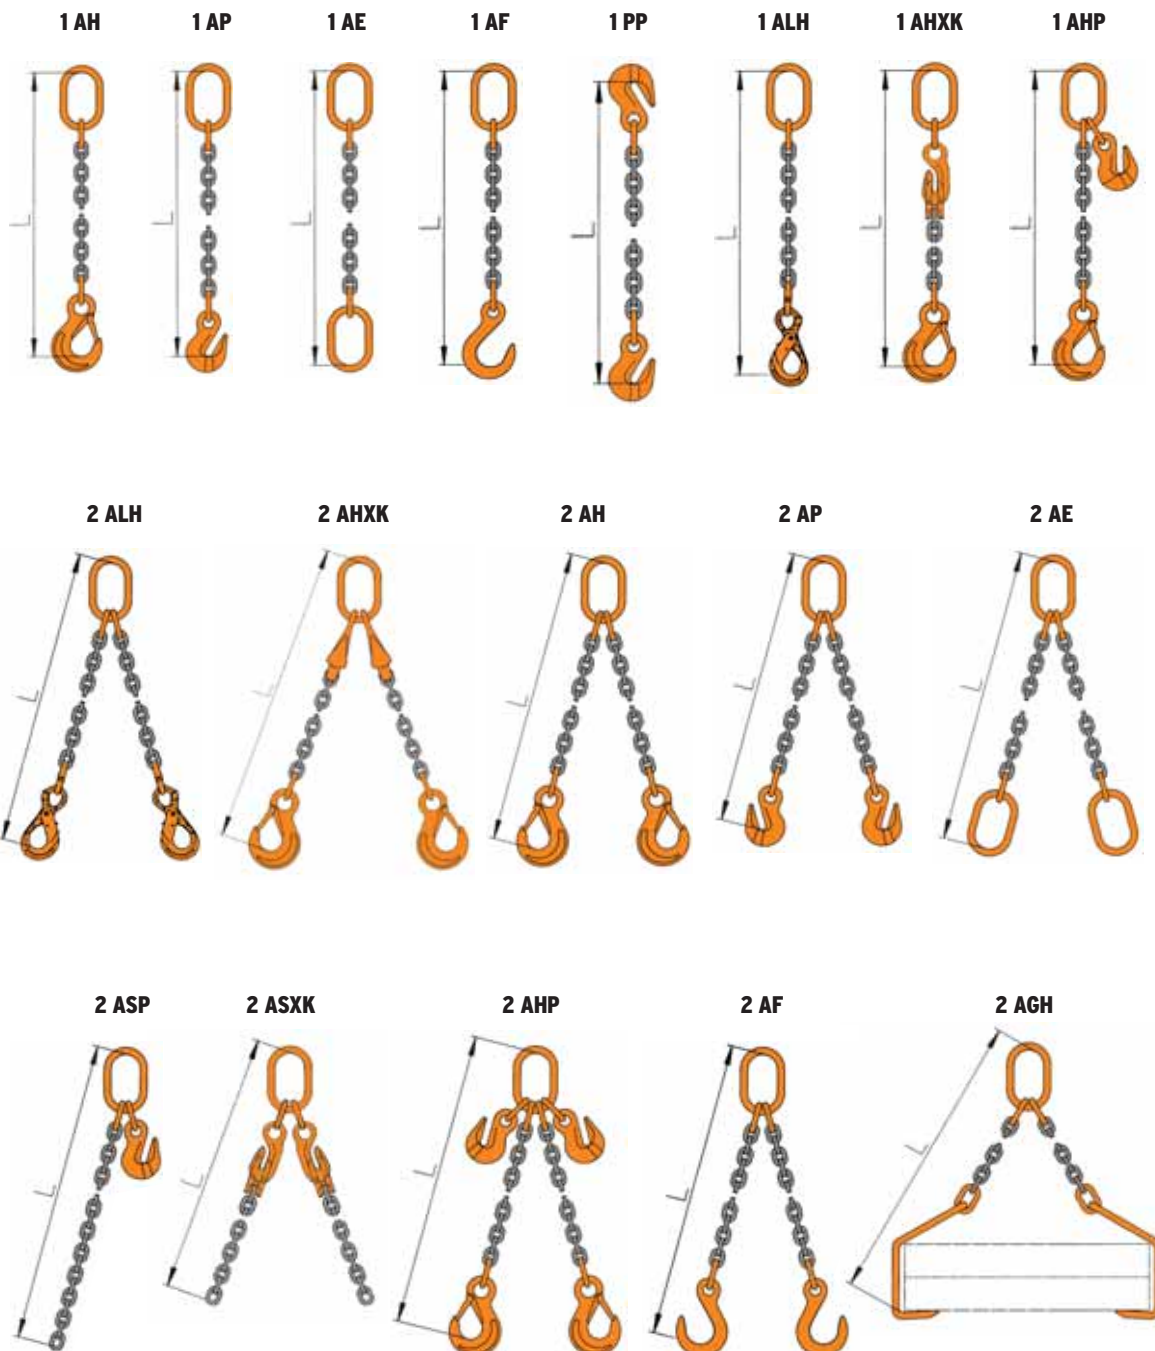 1 AH 1 AP 1 AE 1 AF 1 PP 1 ALH 1 AHXK 1 AHP
L L L L L L L L
2 ALH 2 AHXK 2 AH 2 AP 2 AE
L L L L L
2 ASP 2 ASXK 2 AHP 2 AF 2 AGH
L L L L L